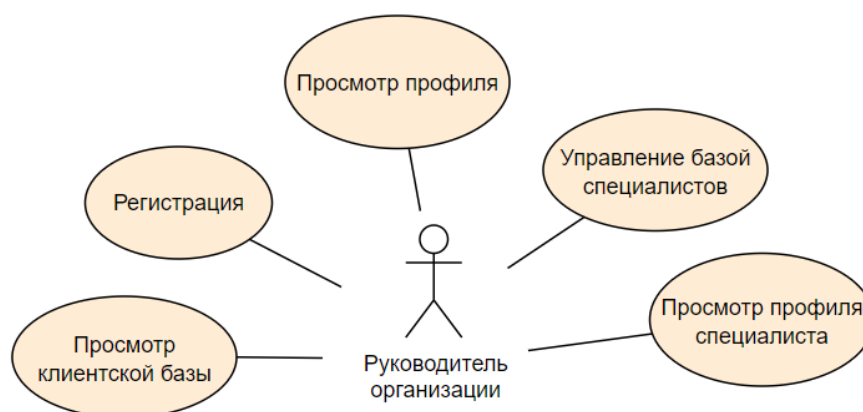 Просмотр профиля
Управление базой
специалистов
Регистрация
Просмотр профиля
специалиста
Просмотр
клиентской базы
Руководитель
организации